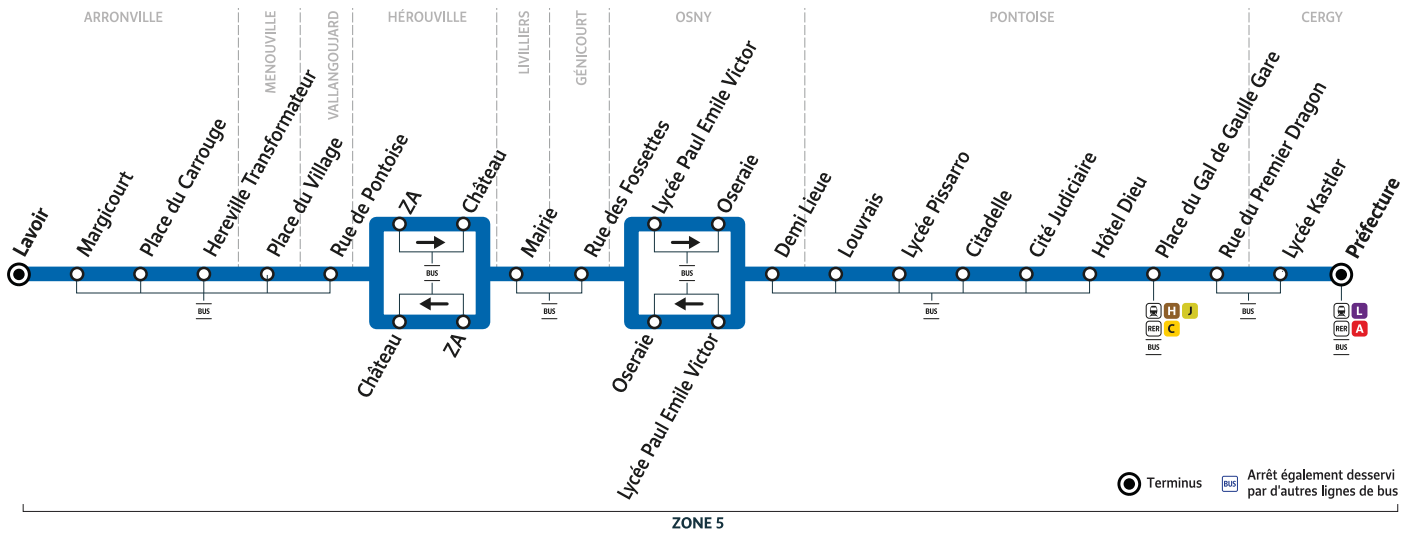 ARRONVILLE
MENOUVILLE
VALLANGOUJARD
HÉROUVILLE
LIVILLIERS
GÉNICOURT
OSNY
PONTOISE
CERGY
Lavoir
Margicourt
Place du Carrouge
Hereville Transformateur
Place du Village
Rue de Pontoise
ZA
Château
Mairie
Rue des Fossettes
Lycée Paul Emile Victor
Oseraie
Demi Lieue
Louvrais
Lycée Pissarro
Citadelle
Cité Judiciaire
Hôtel Dieu
Place du Gal de Gaulle Gare
Rue du Premier Dragon
Lycée Kastler
Préfecture
BUS
BUS
BUS
BUS
BUS
BUS
BUS
H J
RER C
BUS
L
RER A
BUS
Château
ZA
Oseraie
Lycée Paul Emile Victor
Terminus
BUS
Arrêt également desservi
par d'autres lignes de bus
ZONE 5